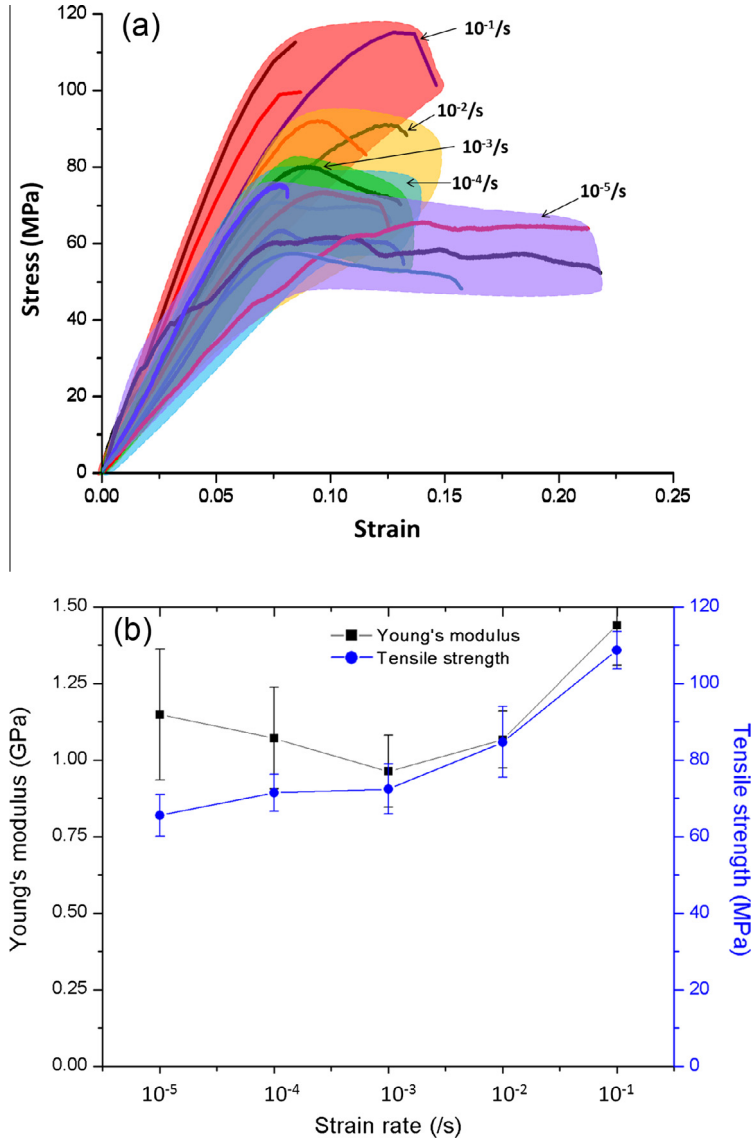 (a)
120
100
80
60
40
20
0
Stress (MPa)
10⁻¹/s
10⁻²/s
10⁻³/s
10⁻⁴/s
10⁻⁵/s
0.00 0.05 0.10 0.15 0.20 0.25
Strain
(b)
Young's modulus
Tensile strength
1.50
1.25
1.00
0.75
0.50
0.25
0.00
Young's modulus (GPa)
120
100
80
60
40
20
0
Tensile strength (MPa)
10⁻⁵ 10⁻⁴ 10⁻³ 10⁻² 10⁻¹
Strain rate (/s)